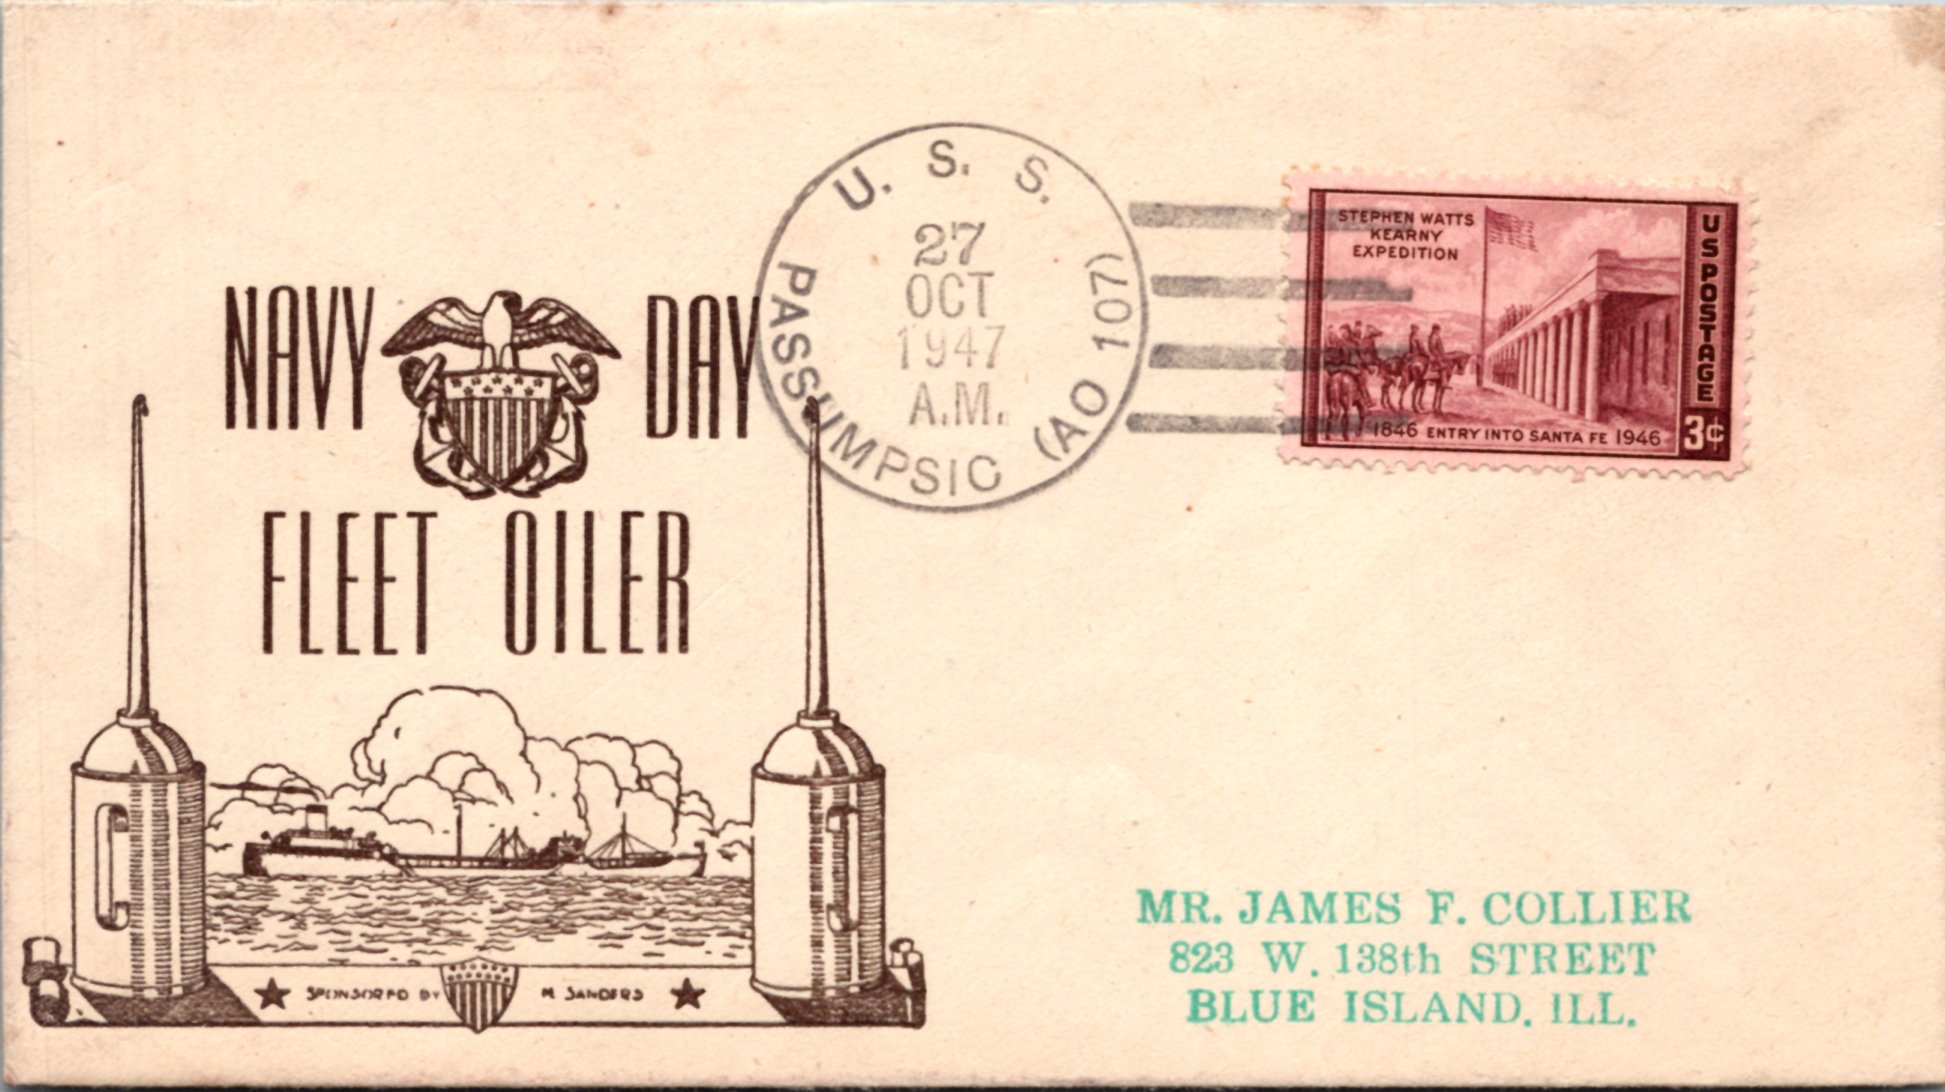 NAVY DAY
FLEET OILER
SPONSORED BY M. SANDERS
U. S. S. PASSUMPSIC (AO 107)
27
OCT
1947
A.M.
STEPHEN WATTS
KEARNY
EXPEDITION
US POSTAGE
1846 ENTRY INTO SANTA FE 1946
3¢
MR. JAMES F. COLLIER
823 W. 138th STREET
BLUE ISLAND, ILL.